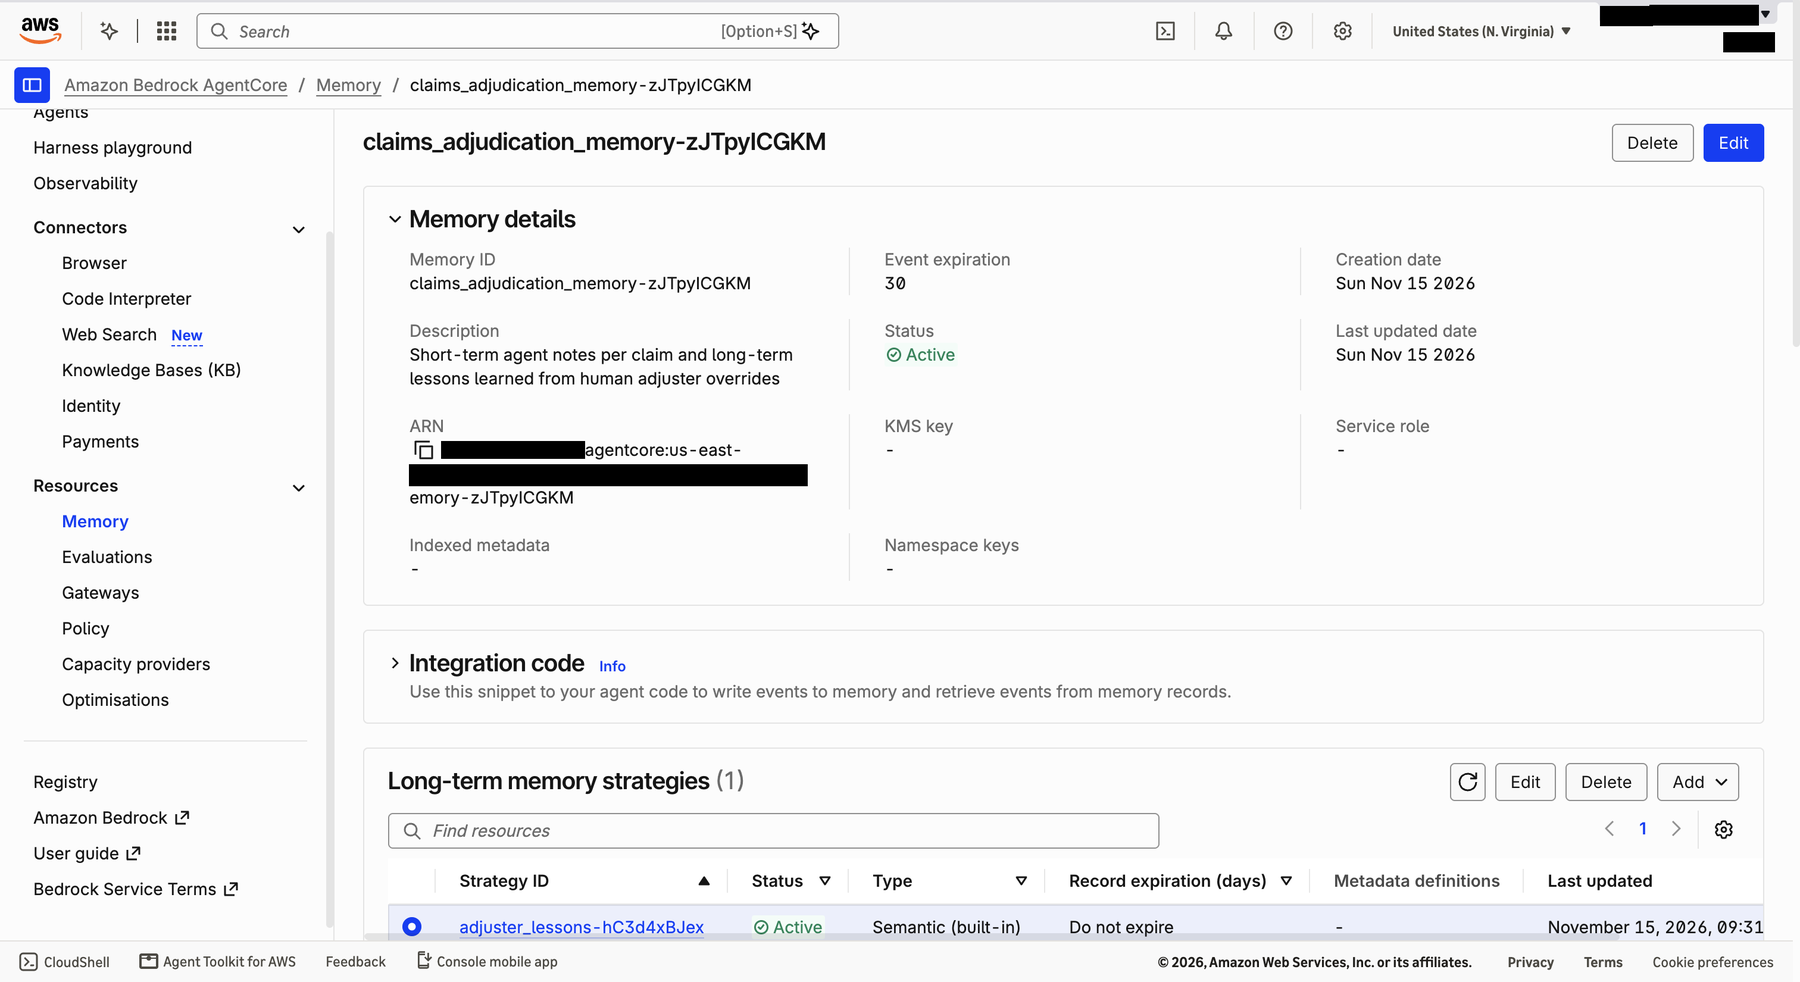 aws
Search
[Option+S]
United States (N. Virginia)
Amazon Bedrock AgentCore / Memory / claims_adjudication_memory-zJTpyICGKM
Agents
Harness playground
Observability
Connectors
Browser
Code Interpreter
Web Search New
Knowledge Bases (KB)
Identity
Payments
Resources
Memory
Evaluations
Gateways
Policy
Capacity providers
Optimisations
Registry
Amazon Bedrock
User guide
Bedrock Service Terms
claims_adjudication_memory-zJTpyICGKM
Delete
Edit
Memory details
Memory ID
claims_adjudication_memory-zJTpyICGKM
Event expiration
30
Creation date
Sun Nov 15 2026
Description
Short-term agent notes per claim and long-term
lessons learned from human adjuster overrides
Status
Active
Last updated date
Sun Nov 15 2026
ARN
agentcore:us-east-
emory-zJTpyICGKM
KMS key
-
Service role
-
Indexed metadata
-
Namespace keys
-
Integration code Info
Use this snippet to your agent code to write events to memory and retrieve events from memory records.
Long-term memory strategies (1)
Edit
Delete
Add
Find resources
1
Strategy ID Status Type Record expiration (days) Metadata definitions Last updated
adjuster_lessons-hC3d4xBJex Active Semantic (built-in) Do not expire - November 15, 2026, 09:31
CloudShell Agent Toolkit for AWS Feedback Console mobile app
© 2026, Amazon Web Services, Inc. or its affiliates. Privacy Terms Cookie preferences